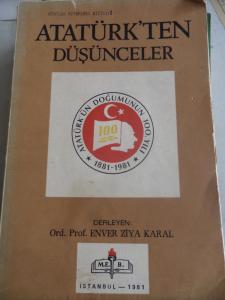 ATATÜRK'TEN
DÜŞÜNCELER
ATATÜRK'ÜN DOĞUMUNUN 100. YILI
100
1881-1981
DERLEYEN:
Ord. Prof. ENVER ZİYA KARAL
M.E. B.
İSTANBUL — 1981